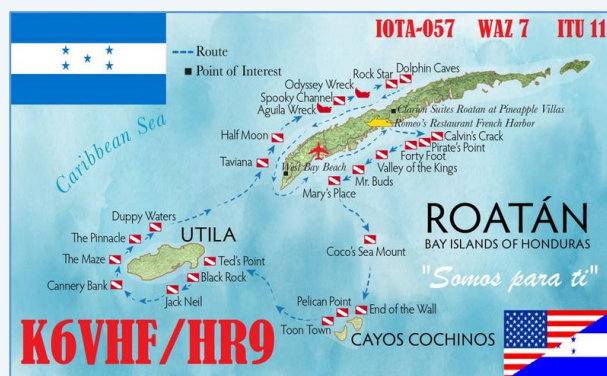 IOTA-057 WAZ 7 ITU 11
Route
Point of Interest
Caribbean Sea
Dolphin Caves
Rock Star
Odyssey Wreck
Spooky Channel
Aguila Wreck
Clarion Suites Roatan at Pineapple Villas
Romeo's Restaurant French Harbor
Half Moon
Calvin's Crack
Pirate's Point
Forty Foot
Taviana
West Bay Beach
Valley of the Kings
Mr. Buds
Mary's Place
ROATÁN
BAY ISLANDS OF HONDURAS
"Somos para ti"
Duppy Waters
The Pinnacle
UTILA
Coco's Sea Mount
The Maze
Ted's Point
Black Rock
Cannery Bank
Jack Neil
Pelican Point
End of the Wall
Toon Town
CAYOS COCHINOS
K6VHF/HR9